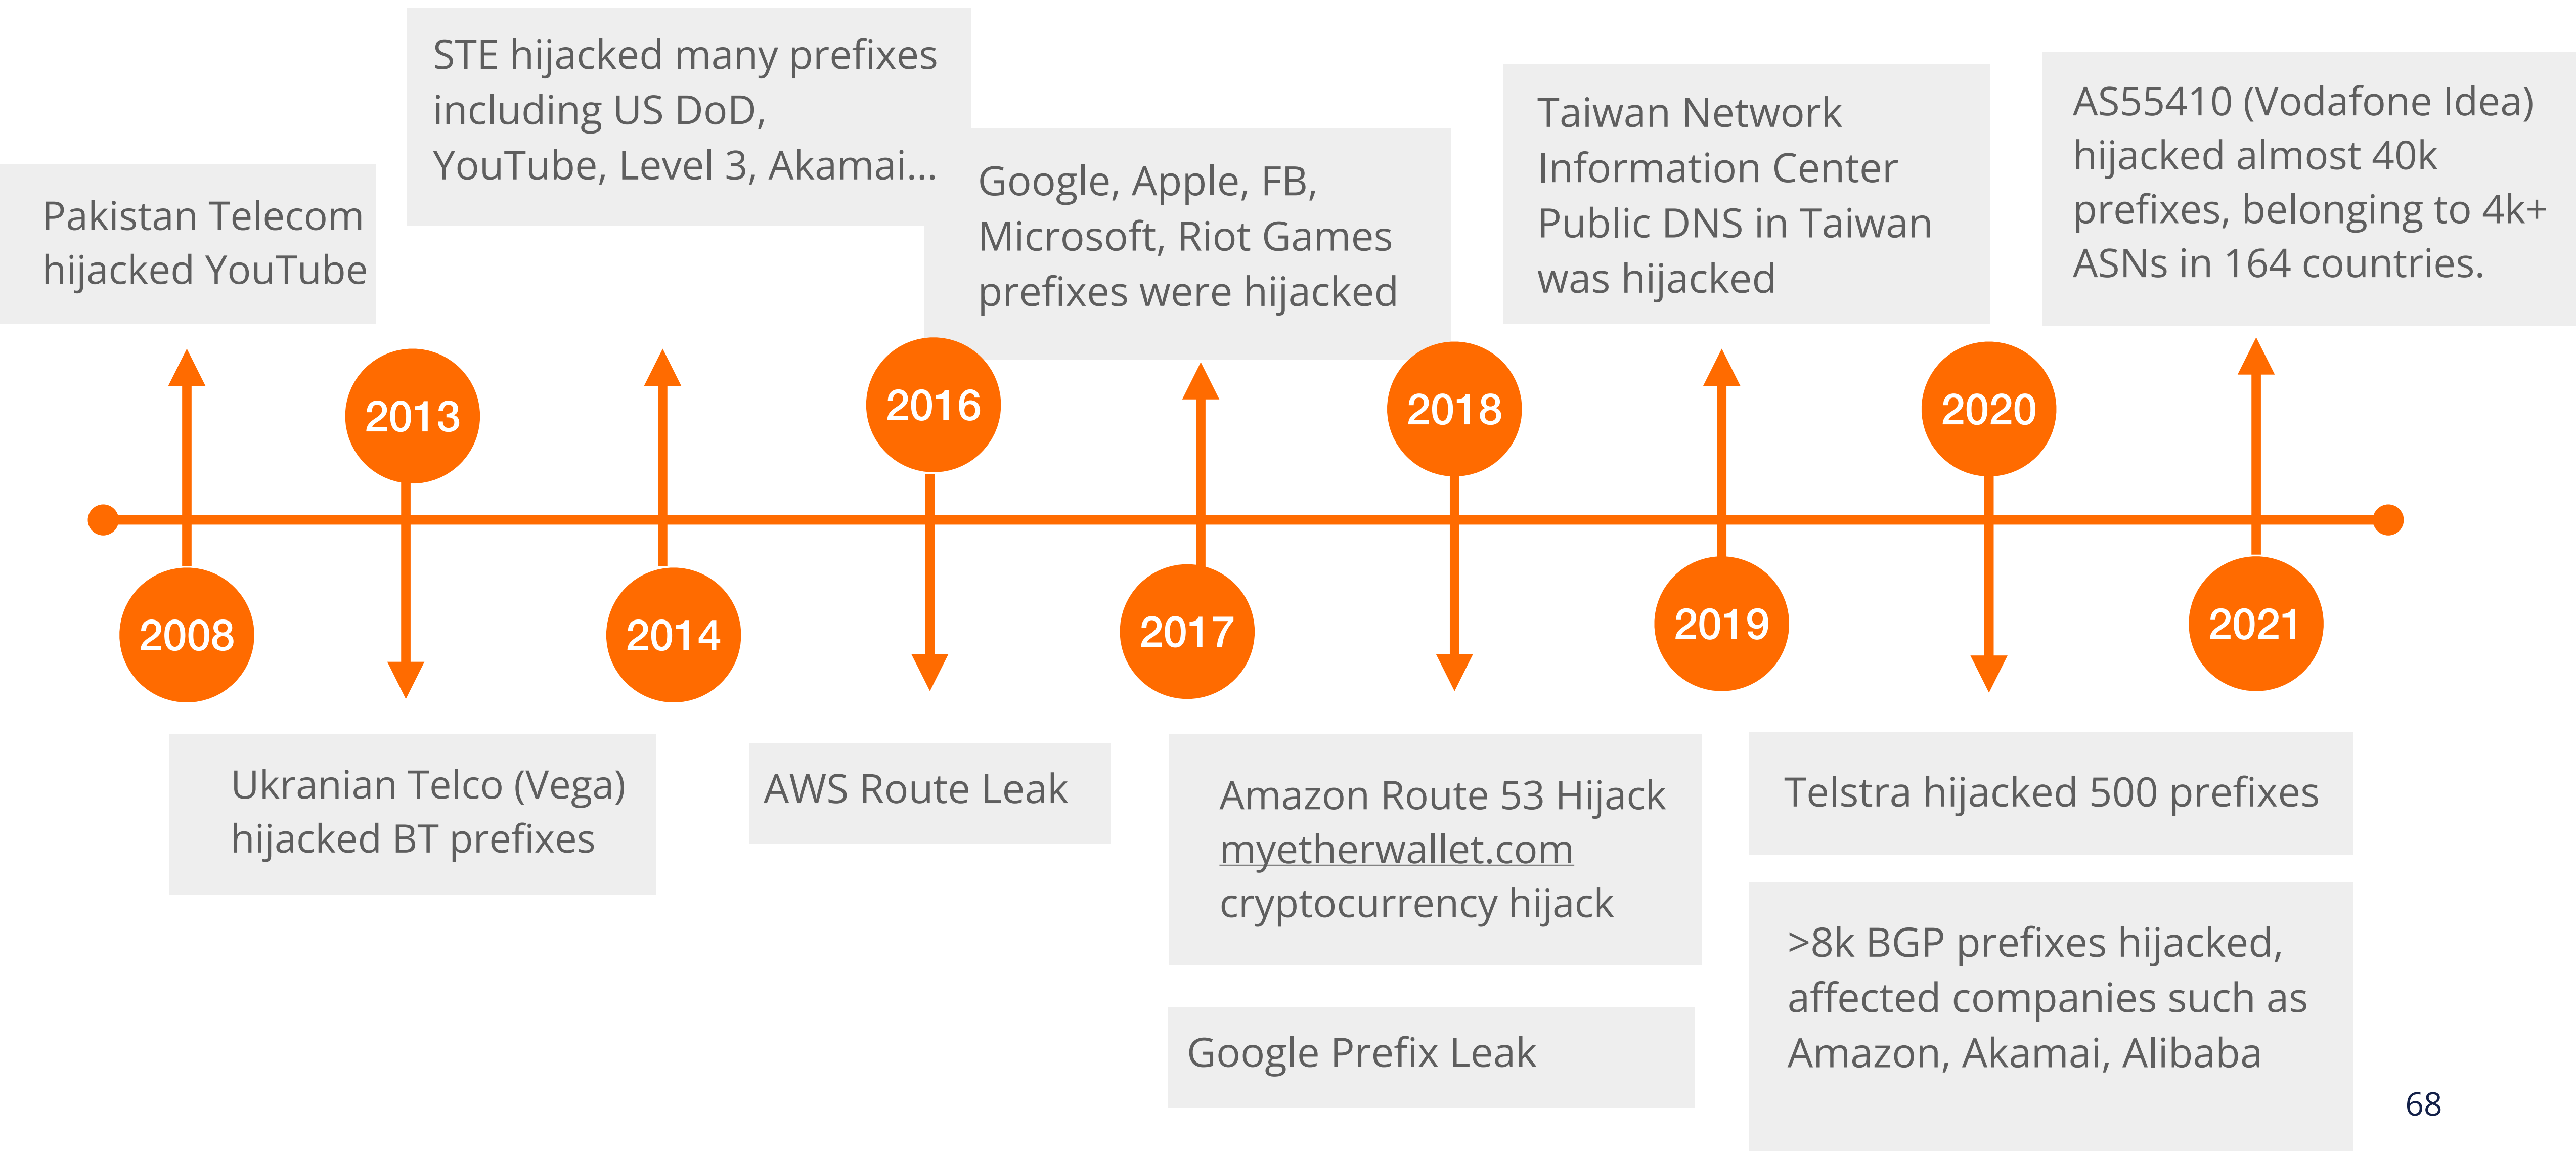 STE hijacked many prefixes
including US DoD,
YouTube, Level 3, Akamai...
Pakistan Telecom
hijacked YouTube
Google, Apple, FB,
Microsoft, Riot Games
prefixes were hijacked
Taiwan Network
Information Center
Public DNS in Taiwan
was hijacked
AS55410 (Vodafone Idea)
hijacked almost 40k
prefixes, belonging to 4k+
ASNs in 164 countries.
2013
2016
2018
2020
2008
2014
2017
2019
2021
Ukranian Telco (Vega)
hijacked BT prefixes
AWS Route Leak
Amazon Route 53 Hijack
myetherwallet.com
cryptocurrency hijack
Google Prefix Leak
Telstra hijacked 500 prefixes
>8k BGP prefixes hijacked,
affected companies such as
Amazon, Akamai, Alibaba
68